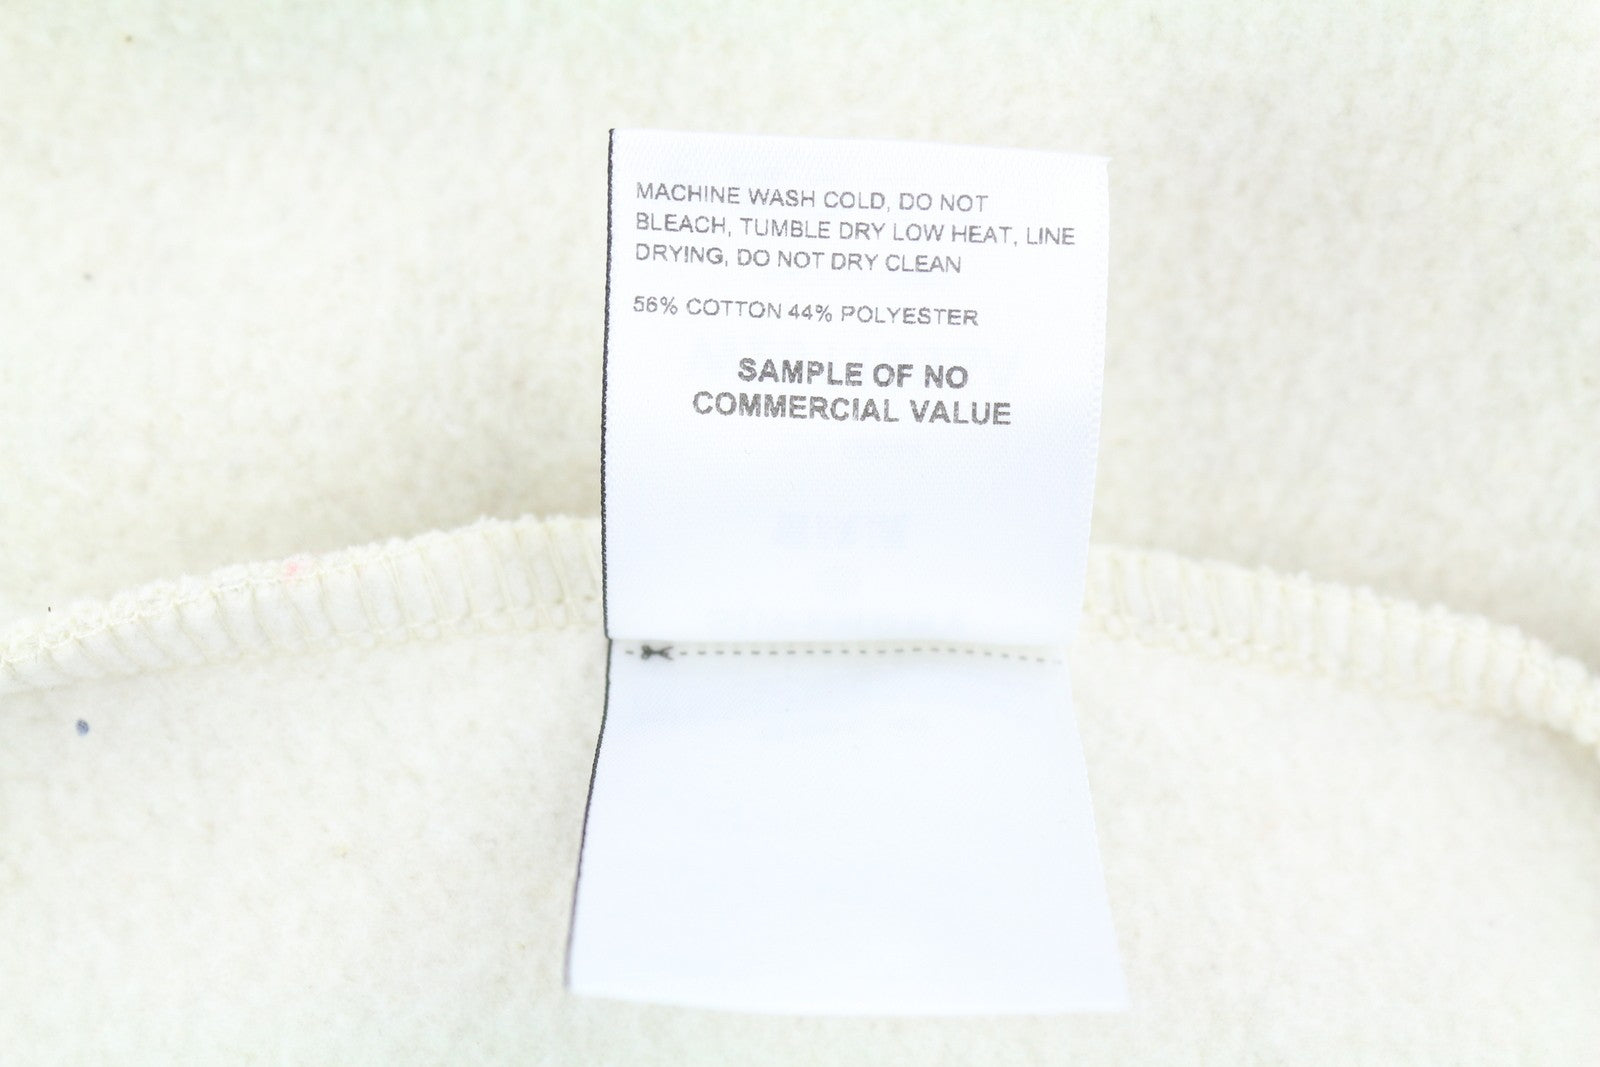 MACHINE WASH COLD, DO NOT
BLEACH, TUMBLE DRY LOW HEAT, LINE
DRYING, DO NOT DRY CLEAN
56% COTTON 44% POLYESTER
SAMPLE OF NO
COMMERCIAL VALUE